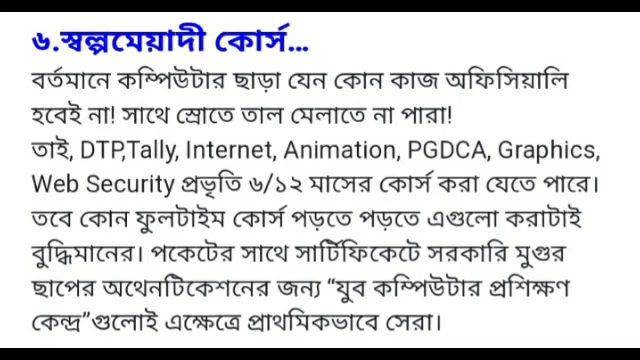 ৬.স্বল্পমেয়াদী কোর্স...
বর্তমানে কম্পিউটার ছাড়া যেন কোন কাজ অফিসিয়ালি
হবেই না! সাথে স্রোতে তাল মেলাতে না পারা!
তাই, DTP,Tally, Internet, Animation, PGDCA, Graphics,
Web Security প্রভৃতি ৬/১২ মাসের কোর্স করা যেতে পারে।
তবে কোন ফুলটাইম কোর্স পড়তে পড়তে এগুলো করাটাই
বুদ্ধিমানের। পকেটের সাথে সার্টিফিকেটে সরকারি মুগুর
ছাপের অথেনটিকেশনের জন্য “যুব কম্পিউটার প্রশিক্ষণ
কেন্দ্র”গুলোই এক্ষেত্রে প্রাথমিকভাবে সেরা।